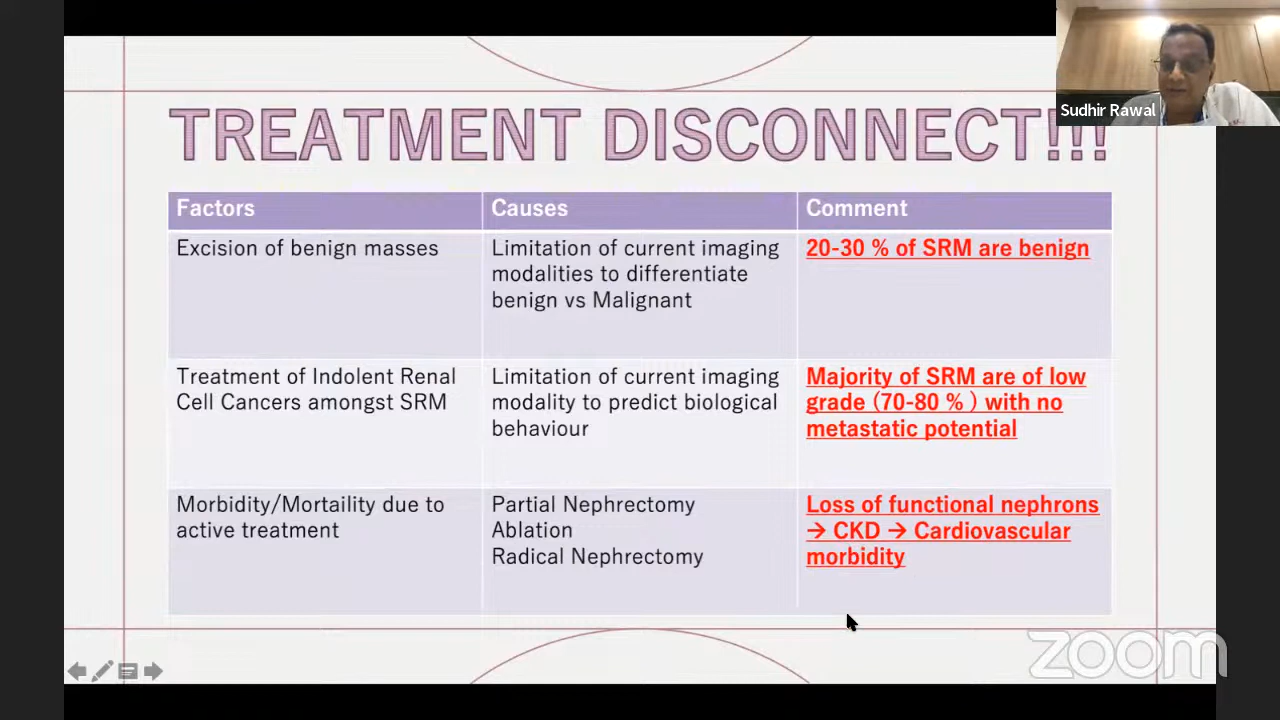 Sudhir Rawal
TREATMENT DISCONNECT!!!
Factors
Causes
Comment
Excision of benign masses
Limitation of current imaging
modalities to differentiate
benign vs Malignant
20-30 % of SRM are benign
Treatment of Indolent Renal
Cell Cancers amongst SRM
Limitation of current imaging
modality to predict biological
behaviour
Majority of SRM are of low
grade (70-80 % ) with no
metastatic potential
Morbidity/Mortaility due to
active treatment
Partial Nephrectomy
Ablation
Radical Nephrectomy
Loss of functional nephrons
→ CKD → Cardiovascular
morbidity
zoom